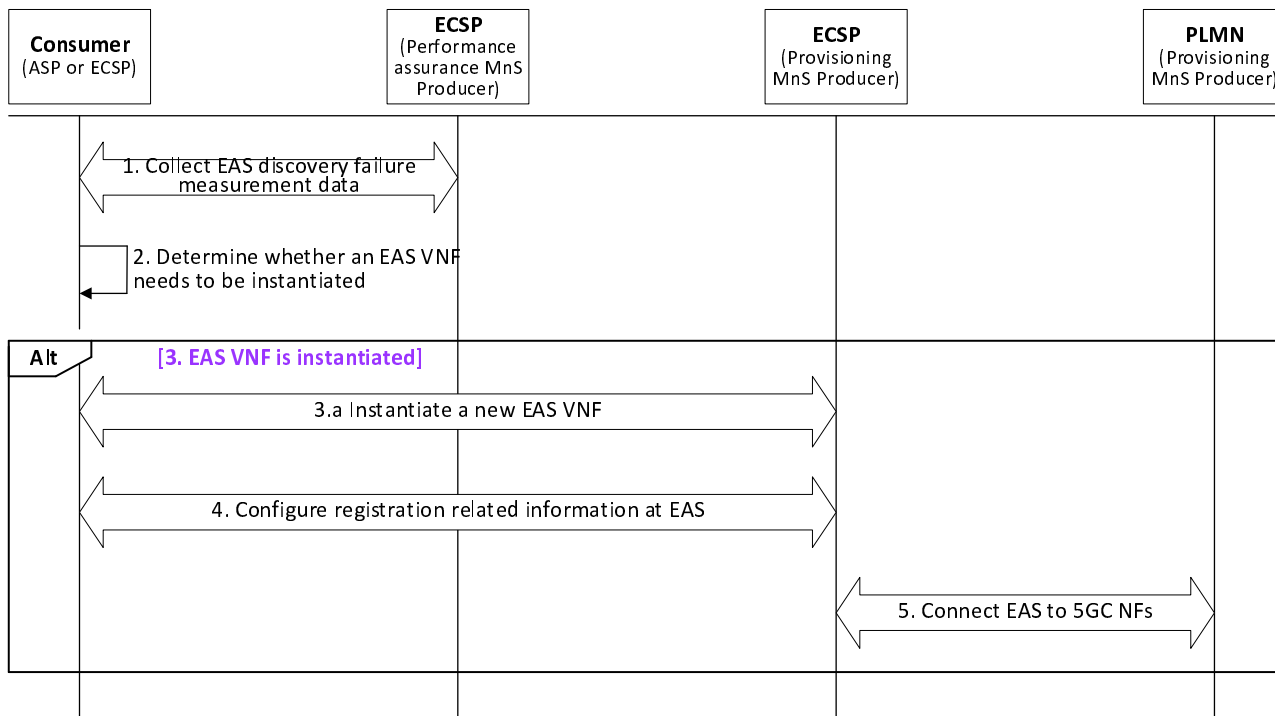 Consumer
(ASP or ECSP)
ECSP
(Performance
assurance MnS
Producer)
ECSP
(Provisioning
MnS Producer)
PLMN
(Provisioning
MnS Producer)
1. Collect EAS discovery failure
measurement data
2. Determine whether an EAS VNF
needs to be instantiated
Alt
[3. EAS VNF is instantiated]
3.a Instantiate a new EAS VNF
4. Configure registration related information at EAS
5. Connect EAS to 5GC NFs